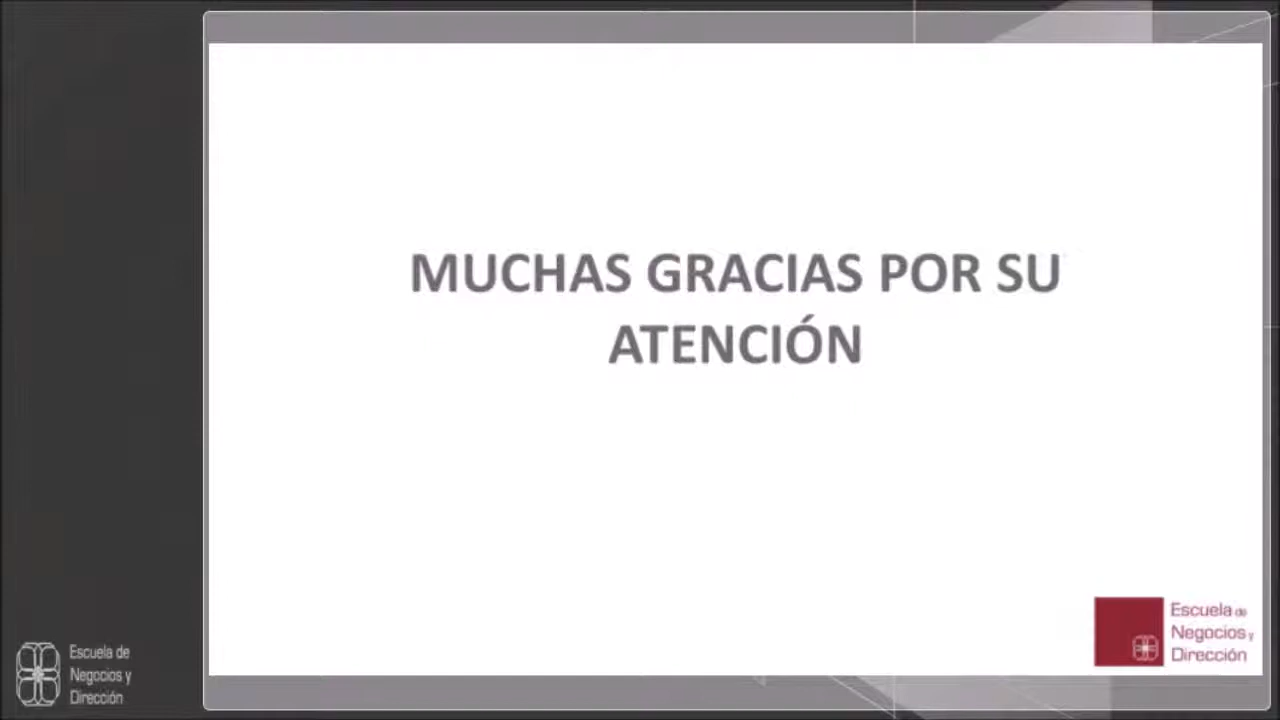 MUCHAS GRACIAS POR SU
ATENCIÓN
Escuela de
Negocios y
Dirección
Escuela de
Negocios y
Dirección